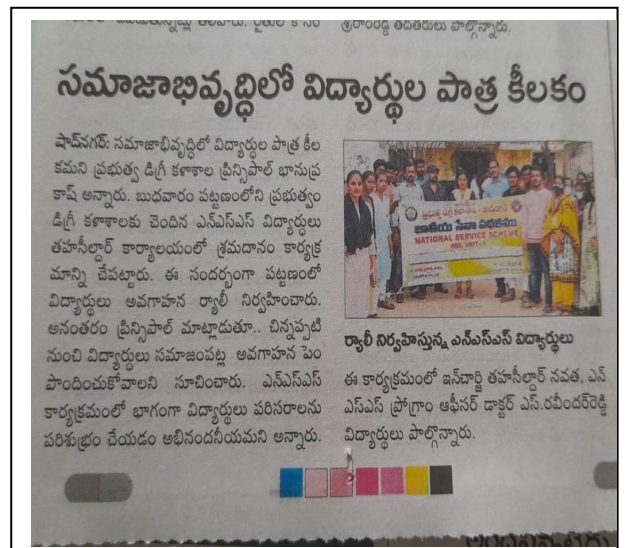 సమాజాభివృద్ధిలో విద్యార్థుల పాత్ర కీలకం
షాద్‌నగర్: సమాజాభివృద్ధిలో విద్యార్థుల పాత్ర కీల
కమని ప్రభుత్వ డిగ్రీ కళాశాల ప్రిన్సిపాల్ భానుప్ర
కాష్ అన్నారు. బుధవారం పట్టణంలోని ప్రభుత్వం
డిగ్రీ కళాశాలకు చెందిన ఎన్ఎస్ఎస్ విద్యార్థులు
తహసీల్దార్ కార్యాలయంలో శ్రమదానం కార్యక్ర
మాన్ని చేపట్టారు. ఈ సందర్భంగా పట్టణంలో
విద్యార్థులు అవగాహన ర్యాలీ నిర్వహించారు.
అనంతరం ప్రిన్సిపాల్ మాట్లాడుతూ.. చిన్నప్పటి
నుంచి విద్యార్థులు సమాజంపట్ల అవగాహన పెం
పొందించుకోవాలని సూచించారు. ఎన్ఎస్ఎస్
కార్యక్రమంలో భాగంగా విద్యార్థులు పరిసరాలను
పరిశుభ్రం చేయడం అభినందనీయమని అన్నారు.
జాతీయ సేవా పథకము
NATIONAL SERVICE SCHEME
NSS, UNIT - I
ర్యాలీ నిర్వహిస్తున్న ఎన్ఎస్ఎస్ విద్యార్థులు
ఈ కార్యక్రమంలో ఇన్‌చార్జి తహసీల్దార్ నవత, ఎన్
ఎస్ఎస్ ప్రోగ్రాం ఆఫీసర్ డాక్టర్ ఎస్.రవీందర్‌రెడ్డి
విద్యార్థులు పాల్గొన్నారు.